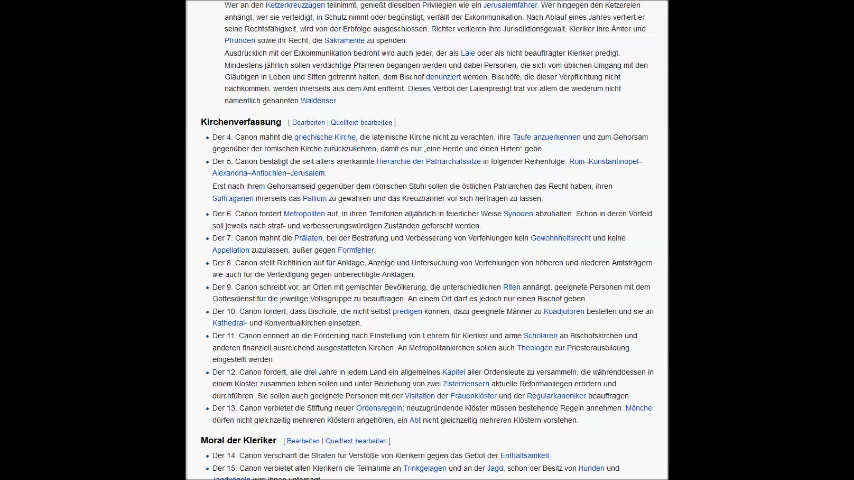 Wer an den Ketzerkreuzzügen teilnimmt, genießt dieselben Privilegien wie ein Jerusalemfahrer. Wer hingegen den Ketzereien
anhängt, wer sie verteidigt, in Schutz nimmt oder begünstigt, verfällt der Exkommunikation. Nach Ablauf eines Jahres verliert er
seine Rechtsfähigkeit, wird von der Erbfolge ausgeschlossen. Richter verlieren ihre Jurisdiktionsgewalt, Kleriker ihre Ämter und
Pfründen sowie ihr Recht, die Sakramente zu spenden.
Ausdrücklich mit der Exkommunikation bedroht wird auch jeder, der als Laie oder als nicht beauftragter Kleriker predigt.
Mindestens jährlich sollen verdächtige Pfarreien begangen werden und dabei Personen, die sich vom üblichen Umgang mit den
Gläubigen in Leben und Sitten getrennt halten, dem Bischof denunziert werden. Bischöfe, die dieser Verpflichtung nicht
nachkommen, werden ihrerseits aus dem Amt entfernt. Dieses Verbot der Laienpredigt traf vor allem die wiederum nicht
namentlich genannten Waldenser
Kirchenverfassung [ Bearbeiten | Quelltext bearbeiten ]
• Der 4. Canon mahnt die griechische Kirche, die lateinische Kirche nicht zu verachten, ihre Taufe anzuerkennen und zum Gehorsam
gegenüber der römischen Kirche zurückzukehren, damit es nur „eine Herde und einen Hirten“ gebe.
• Der 5. Canon bestätigt die seit alters anerkannte Hierarchie der Patriarchalsitze in folgender Reihenfolge: Rom–Konstantinopel–
Alexandria–Antiochien–Jerusalem.
Erst nach ihrem Gehorsamseid gegenüber dem römischen Stuhl sollen die östlichen Patriarchen das Recht haben, ihren
Suffraganen ihrerseits das Pallium zu gewähren und das Kreuzbanner vor sich hertragen zu lassen.
• Der 6. Canon fordert Metropoliten auf, in ihren Territorien alljährlich in feierlicher Weise Synoden abzuhalten. Schon in deren Vorfeld
soll jeweils nach straf- und verbesserungswürdigen Zuständen geforscht werden.
• Der 7. Canon mahnt die Prälaten, bei der Bestrafung und Verbesserung von Verfehlungen kein Gewohnheitsrecht und keine
Appellation zuzulassen, außer gegen Formfehler.
• Der 8. Canon stellt Richtlinien auf für Anklage, Anzeige und Untersuchung von Verfehlungen von höheren und niederen Amtsträgern
wie auch für die Verteidigung gegen unberechtigte Anklagen.
• Der 9. Canon schreibt vor, an Orten mit gemischter Bevölkerung, die unterschiedlichen Riten anhängt, geeignete Personen mit dem
Gottesdienst für die jeweilige Volksgruppe zu beauftragen. An einem Ort darf es jedoch nur einen Bischof geben.
• Der 10. Canon fordert, dass Bischöfe, die nicht selbst predigen können, dazu geeignete Männer zu Koadjutoren bestellen und sie an
Kathedral- und Konventualkirchen einsetzen.
• Der 11. Canon erinnert an die Forderung nach Einstellung von Lehrern für Kleriker und arme Scholaren an Bischofskirchen und
anderen finanziell ausreichend ausgestatteten Kirchen. An Metropolitankirchen sollen auch Theologen zur Priesterausbildung
eingestellt werden.
• Der 12. Canon fordert, alle drei Jahre in jedem Land ein allgemeines Kapitel aller Ordensleute zu versammeln, die währenddessen in
einem Kloster zusammen leben sollen und unter Beiziehung von zwei Zisterziensern aktuelle Reformanliegen erörtern und
durchführen. Sie sollen auch geeignete Personen mit der Visitation der Frauenklöster und der Regularkanoniker beauftragen.
• Der 13. Canon verbietet die Stiftung neuer Ordensregeln; neuzugründende Klöster müssen bestehende Regeln annehmen. Mönche
dürfen nicht gleichzeitig mehreren Klöstern angehören, ein Abt nicht gleichzeitig mehreren Klöstern vorstehen.
Moral der Kleriker [ Bearbeiten | Quelltext bearbeiten ]
• Der 14. Canon verschärft die Strafen für Verstöße von Klerikern gegen das Gebot der Enthaltsamkeit.
• Der 15. Canon verbietet allen Klerikern die Teilnahme an Trinkgelagen und an der Jagd, schon der Besitz von Hunden und
Jagdvögeln wird ihnen untersagt.